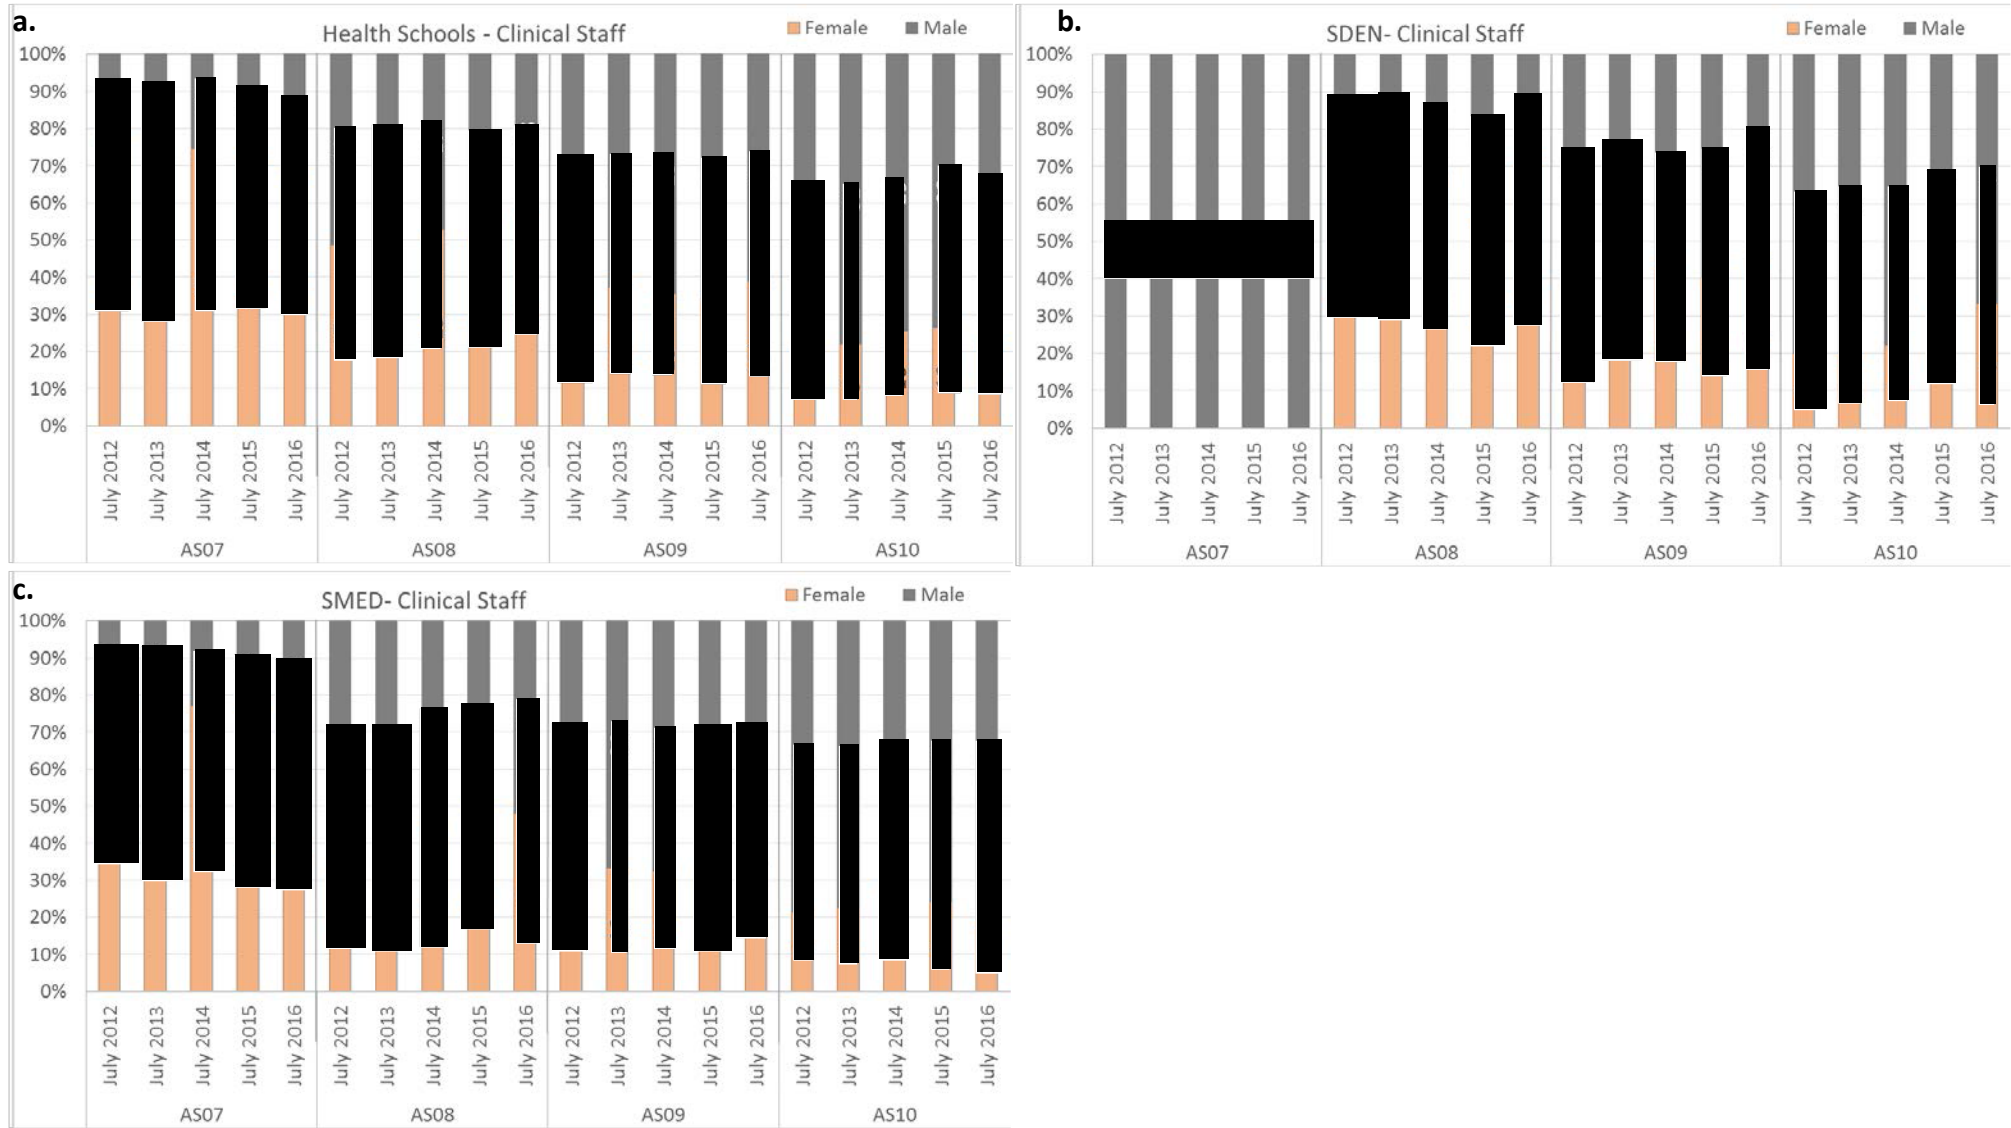 a.
Health Schools - Clinical Staff
Female Male
100%
90%
80%
70%
60%
50%
40%
30%
20%
10%
0%
July 2012 July 2013 July 2014 July 2015 July 2016 July 2012 July 2013 July 2014 July 2015 July 2016 July 2012 July 2013 July 2014 July 2015 July 2016 July 2012 July 2013 July 2014 July 2015 July 2016
AS07 AS08 AS09 AS10
b.
SDEN- Clinical Staff
Female Male
100%
90%
80%
70%
60%
50%
40%
30%
20%
10%
0%
July 2012 July 2013 July 2014 July 2015 July 2016 July 2012 July 2013 July 2014 July 2015 July 2016 July 2012 July 2013 July 2014 July 2015 July 2016 July 2012 July 2013 July 2014 July 2015 July 2016
AS07 AS08 AS09 AS10
c.
SMED- Clinical Staff
Female Male
100%
90%
80%
70%
60%
50%
40%
30%
20%
10%
0%
July 2012 July 2013 July 2014 July 2015 July 2016 July 2012 July 2013 July 2014 July 2015 July 2016 July 2012 July 2013 July 2014 July 2015 July 2016 July 2012 July 2013 July 2014 July 2015 July 2016
AS07 AS08 AS09 AS10